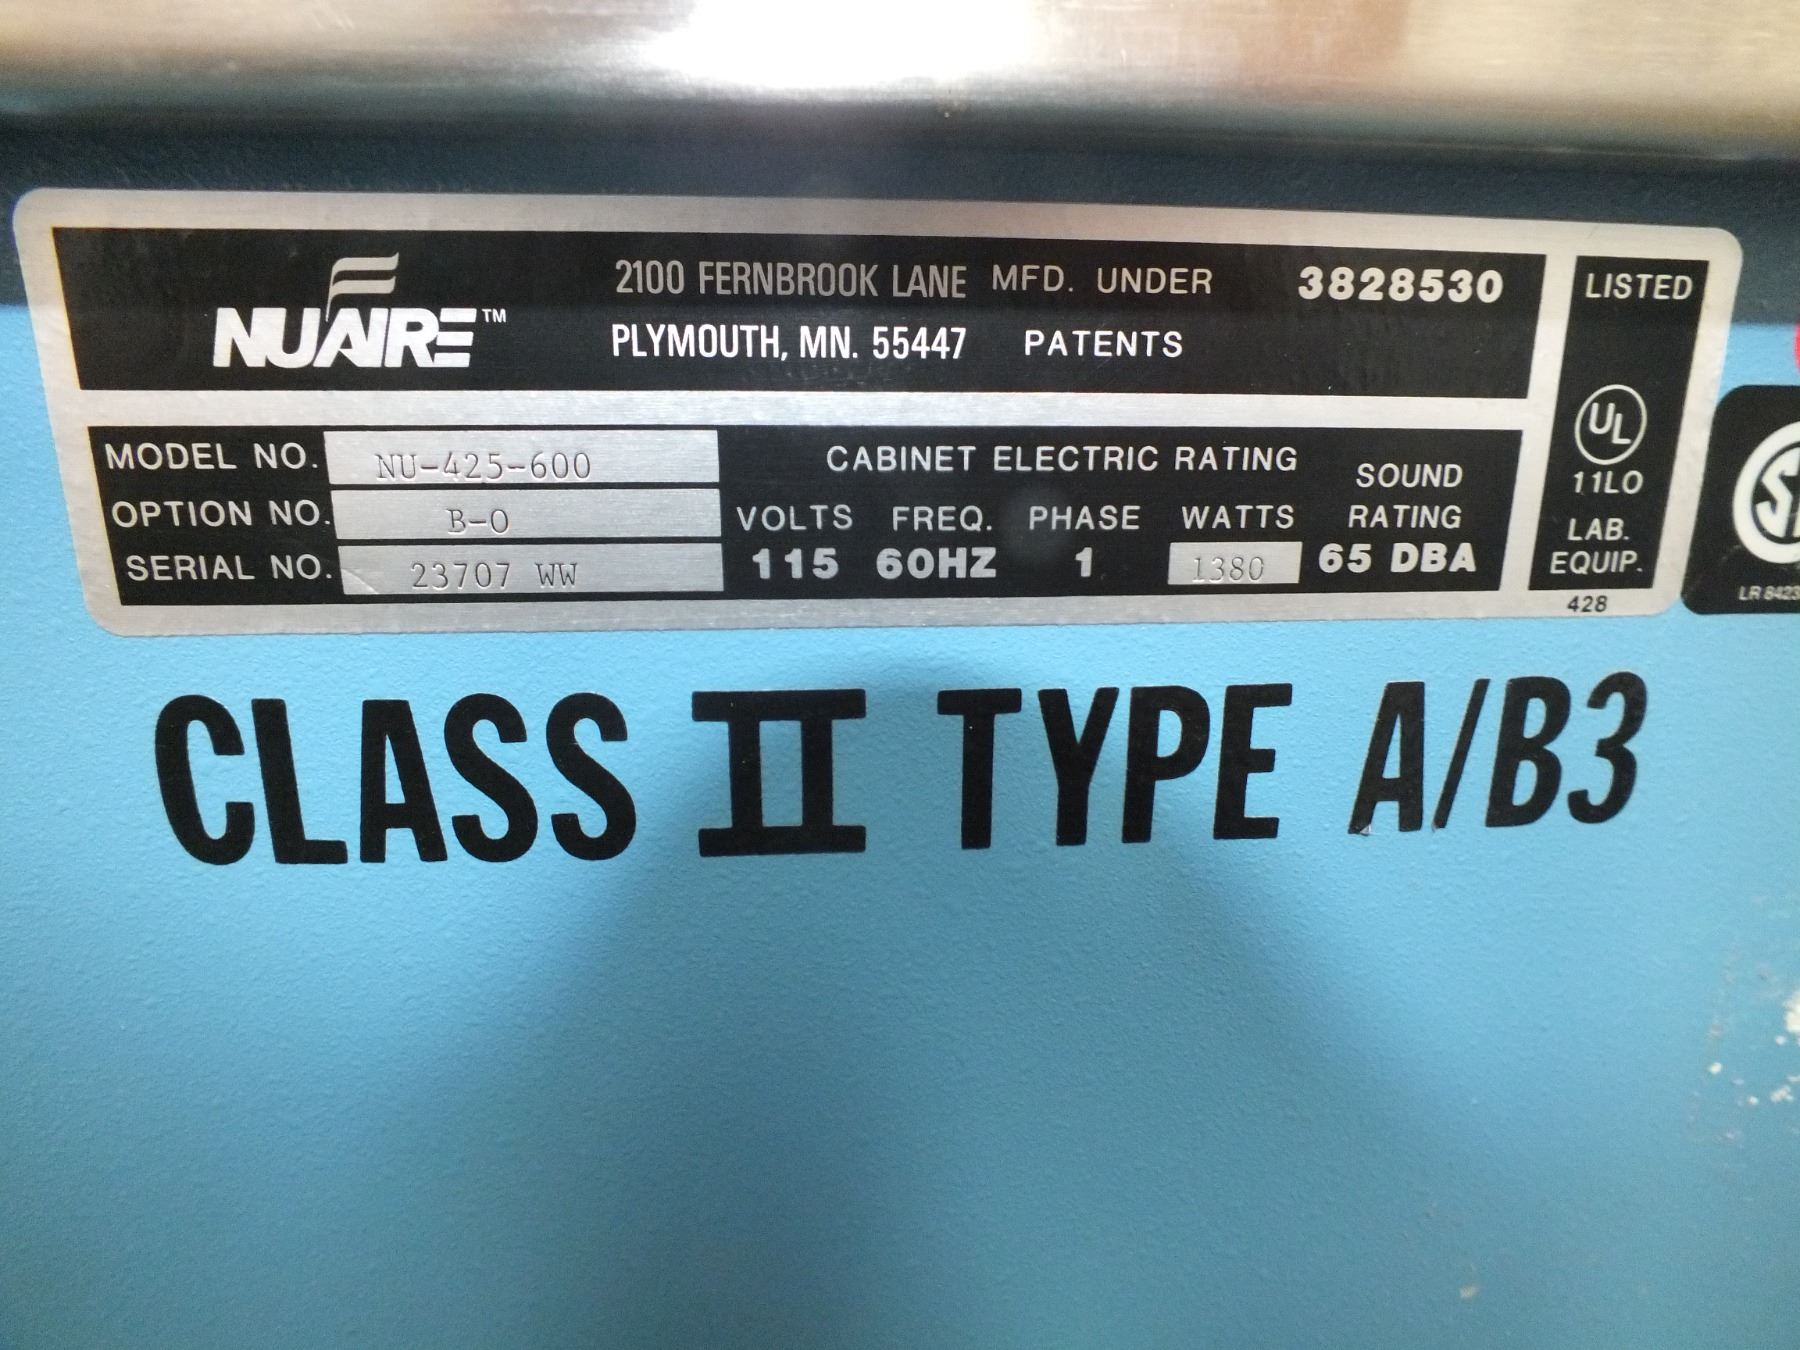 NUAIRE™
2100 FERNBROOK LANE
PLYMOUTH, MN. 55447
MFD. UNDER
PATENTS
3828530
MODEL NO. NU-425-600
OPTION NO. B-0
SERIAL NO. 23707 WW
CABINET ELECTRIC RATING
VOLTS FREQ. PHASE WATTS
115 60HZ 1 1380
SOUND
RATING
65 DBA
LISTED
UL
11LO
LAB.
EQUIP.
428
CLASS II TYPE A/B3